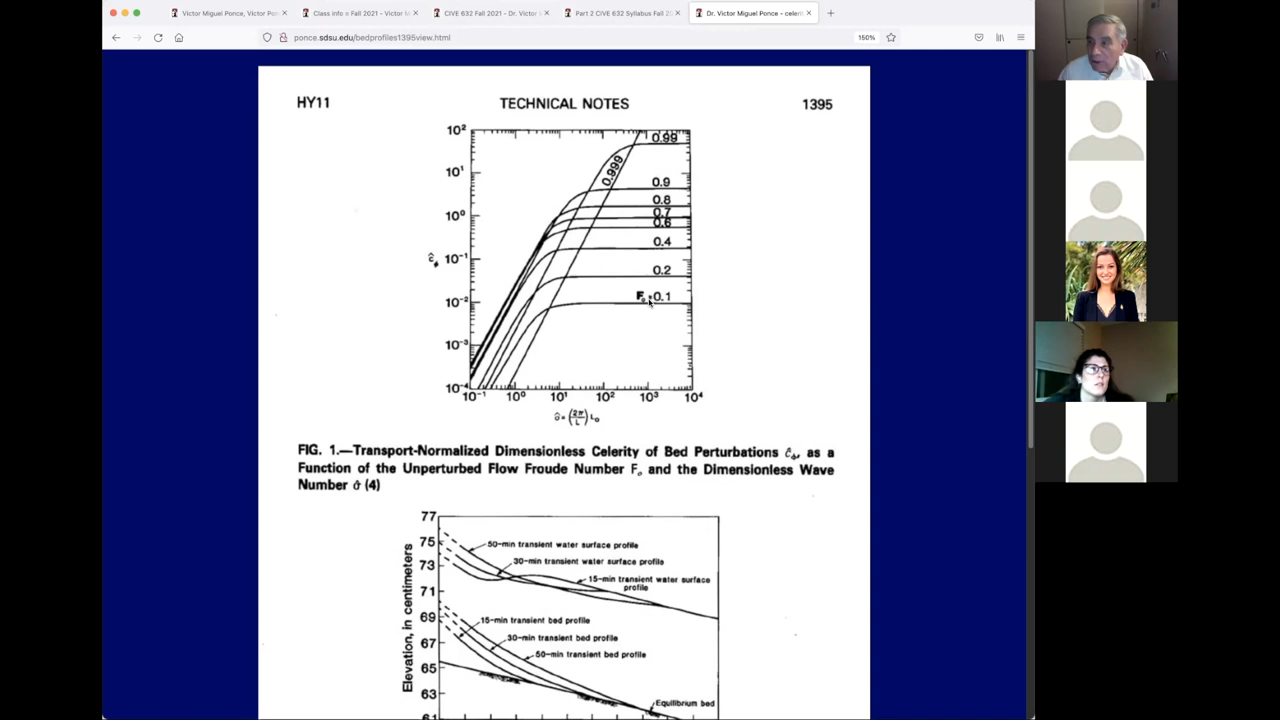 Victor Miguel Ponce, Victor Pon
Class info « Fall 2021 - Victor M
CIVE 632 Fall 2021 - Dr. Victor
Part 2 CIVE 632 Syllabus Fall 20
Dr. Victor Miguel Ponce - celeri
ponce.sdsu.edu/bedprofiles1395view.html
150%
HY11 TECHNICAL NOTES 1395
10²
10¹
10⁰
10⁻¹
10⁻²
10⁻³
10⁻⁴
ĉφ
0.99
0.999
0.9
0.8
0.7
0.6
0.4
0.2
F₀ = 0.1
10⁻¹ 10⁰ 10¹ 10² 10³ 10⁴
σ̂ = (2π/L) L₀
FIG. 1.—Transport-Normalized Dimensionless Celerity of Bed Perturbations ĉφ, as a
Function of the Unperturbed Flow Froude Number F₀ and the Dimensionless Wave
Number σ̂ (4)
77
75
73
71
69
67
65
63
61
Elevation, in centimeters
50-min transient water surface profile
30-min transient water surface profile
15-min transient water surface
profile
15-min transient bed profile
30-min transient bed profile
50-min transient bed profile
Equilibrium bed